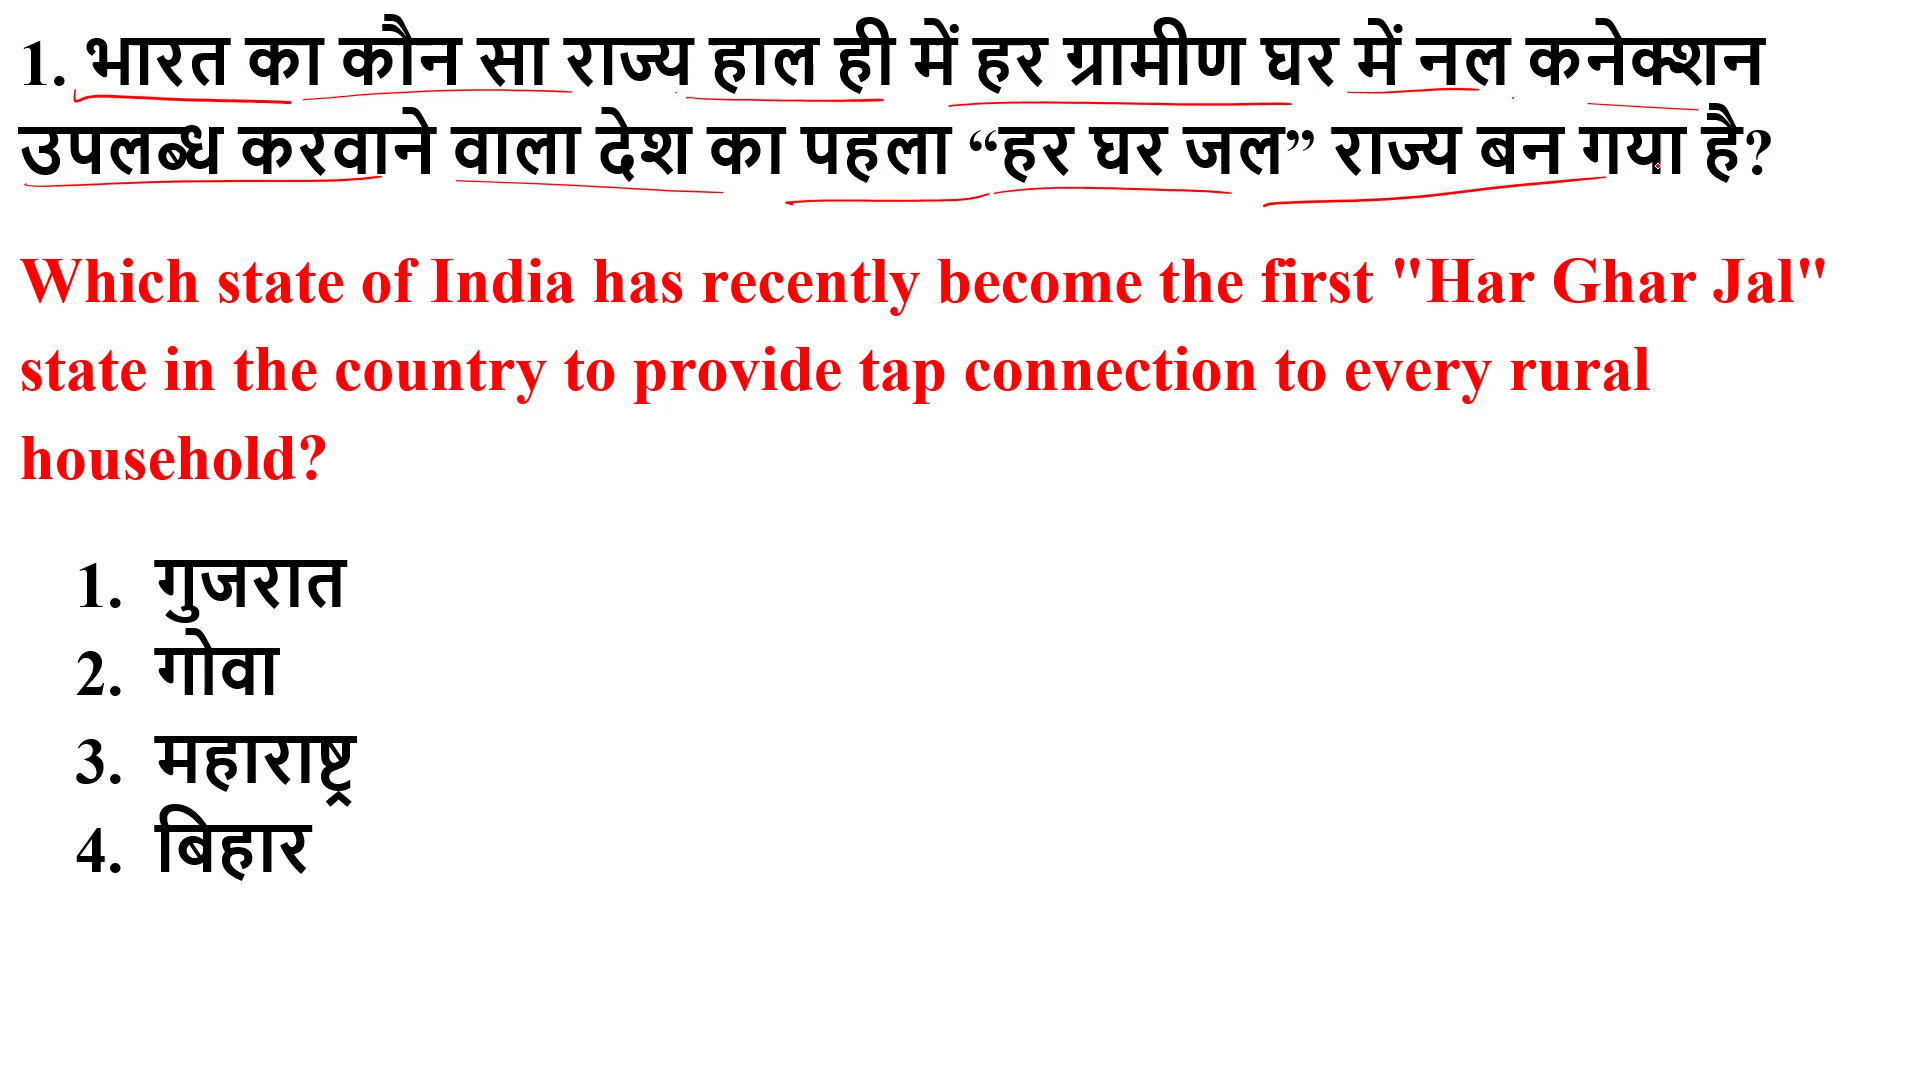 1. भारत का कौन सा राज्य हाल ही में हर ग्रामीण घर में नल कनेक्शन
उपलब्ध करवाने वाला देश का पहला “हर घर जल” राज्य बन गया है?
Which state of India has recently become the first "Har Ghar Jal"
state in the country to provide tap connection to every rural
household?
1. गुजरात
2. गोवा
3. महाराष्ट्र
4. बिहार